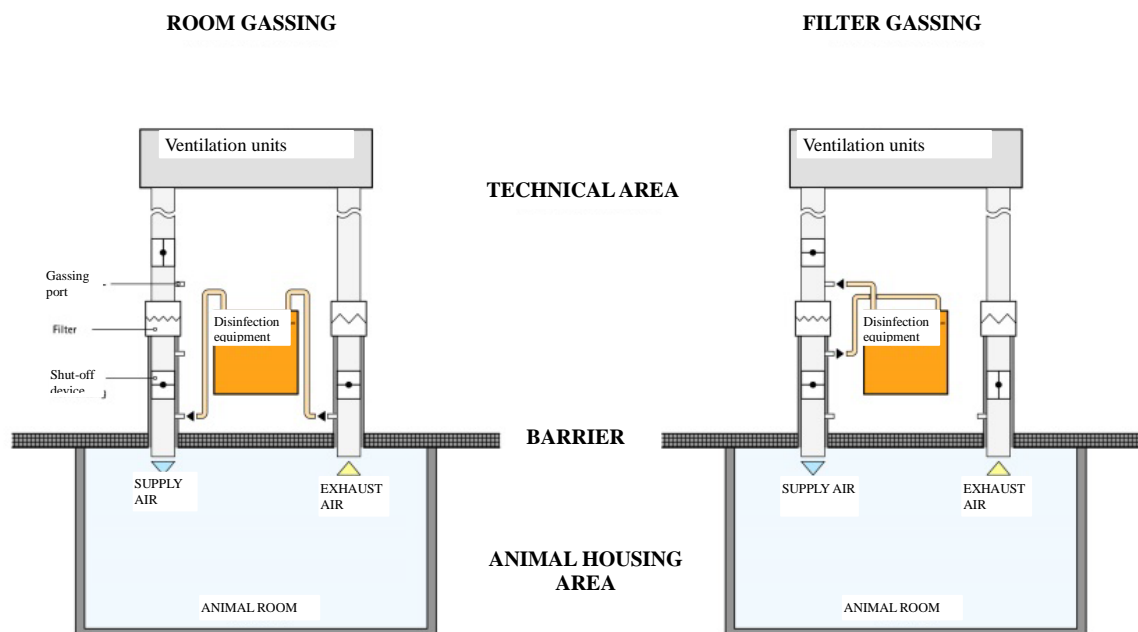 ROOM GASSING
FILTER GASSING
Ventilation units
Ventilation units
TECHNICAL AREA
Gassing
port
Filter
Shut-off
device
Disinfection
equipment
Disinfection
equipment
BARRIER
SUPPLY
AIR
EXHAUST
AIR
SUPPLY AIR
EXHAUST
AIR
ANIMAL HOUSING
AREA
ANIMAL ROOM
ANIMAL ROOM